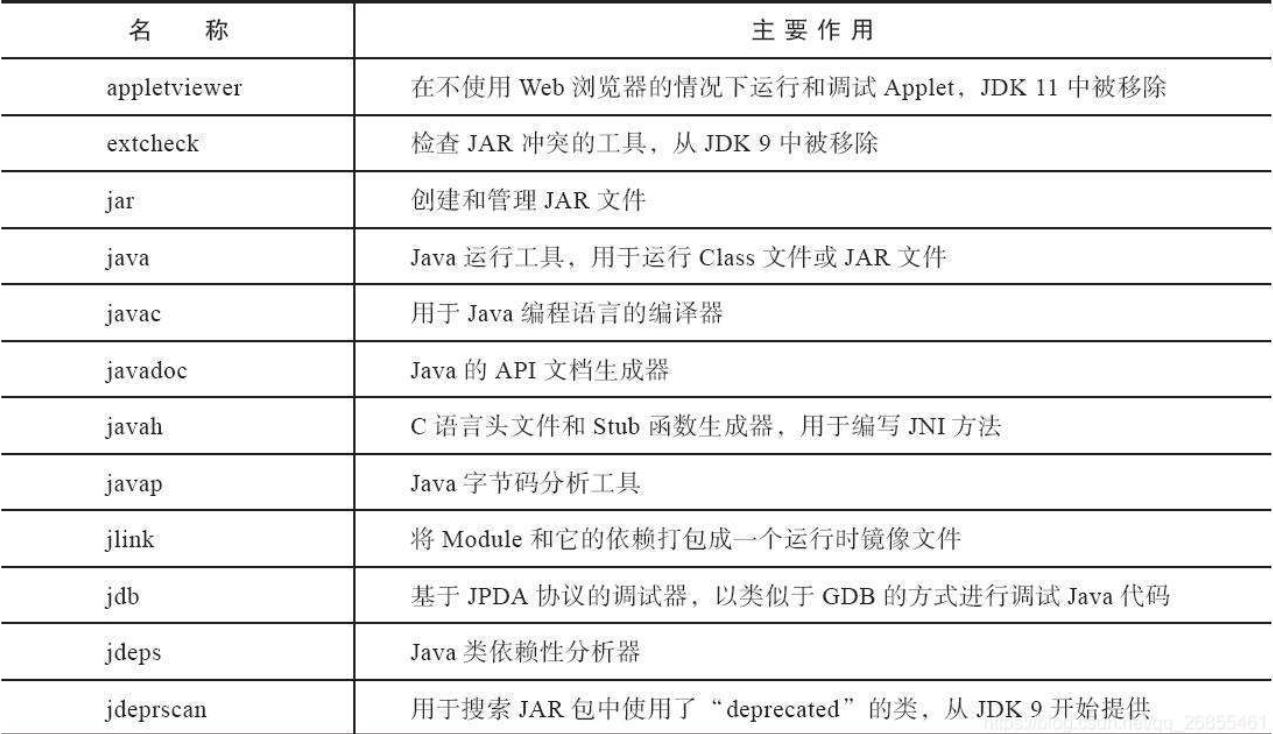 名 称 主要作用
appletviewer 在不使用 Web 浏览器的情况下运行和调试 Applet，JDK 11 中被移除
extcheck 检查 JAR 冲突的工具，从 JDK 9 中被移除
jar 创建和管理 JAR 文件
java Java 运行工具，用于运行 Class 文件或 JAR 文件
javac 用于 Java 编程语言的编译器
javadoc Java 的 API 文档生成器
javah C 语言头文件和 Stub 函数生成器，用于编写 JNI 方法
javap Java 字节码分析工具
jlink 将 Module 和它的依赖打包成一个运行时镜像文件
jdb 基于 JPDA 协议的调试器，以类似于 GDB 的方式进行调试 Java 代码
jdeps Java 类依赖性分析器
jdeprscan 用于搜索 JAR 包中使用了“deprecated”的类，从 JDK 9 开始提供
https://blog.csdn.net/qq_26855461